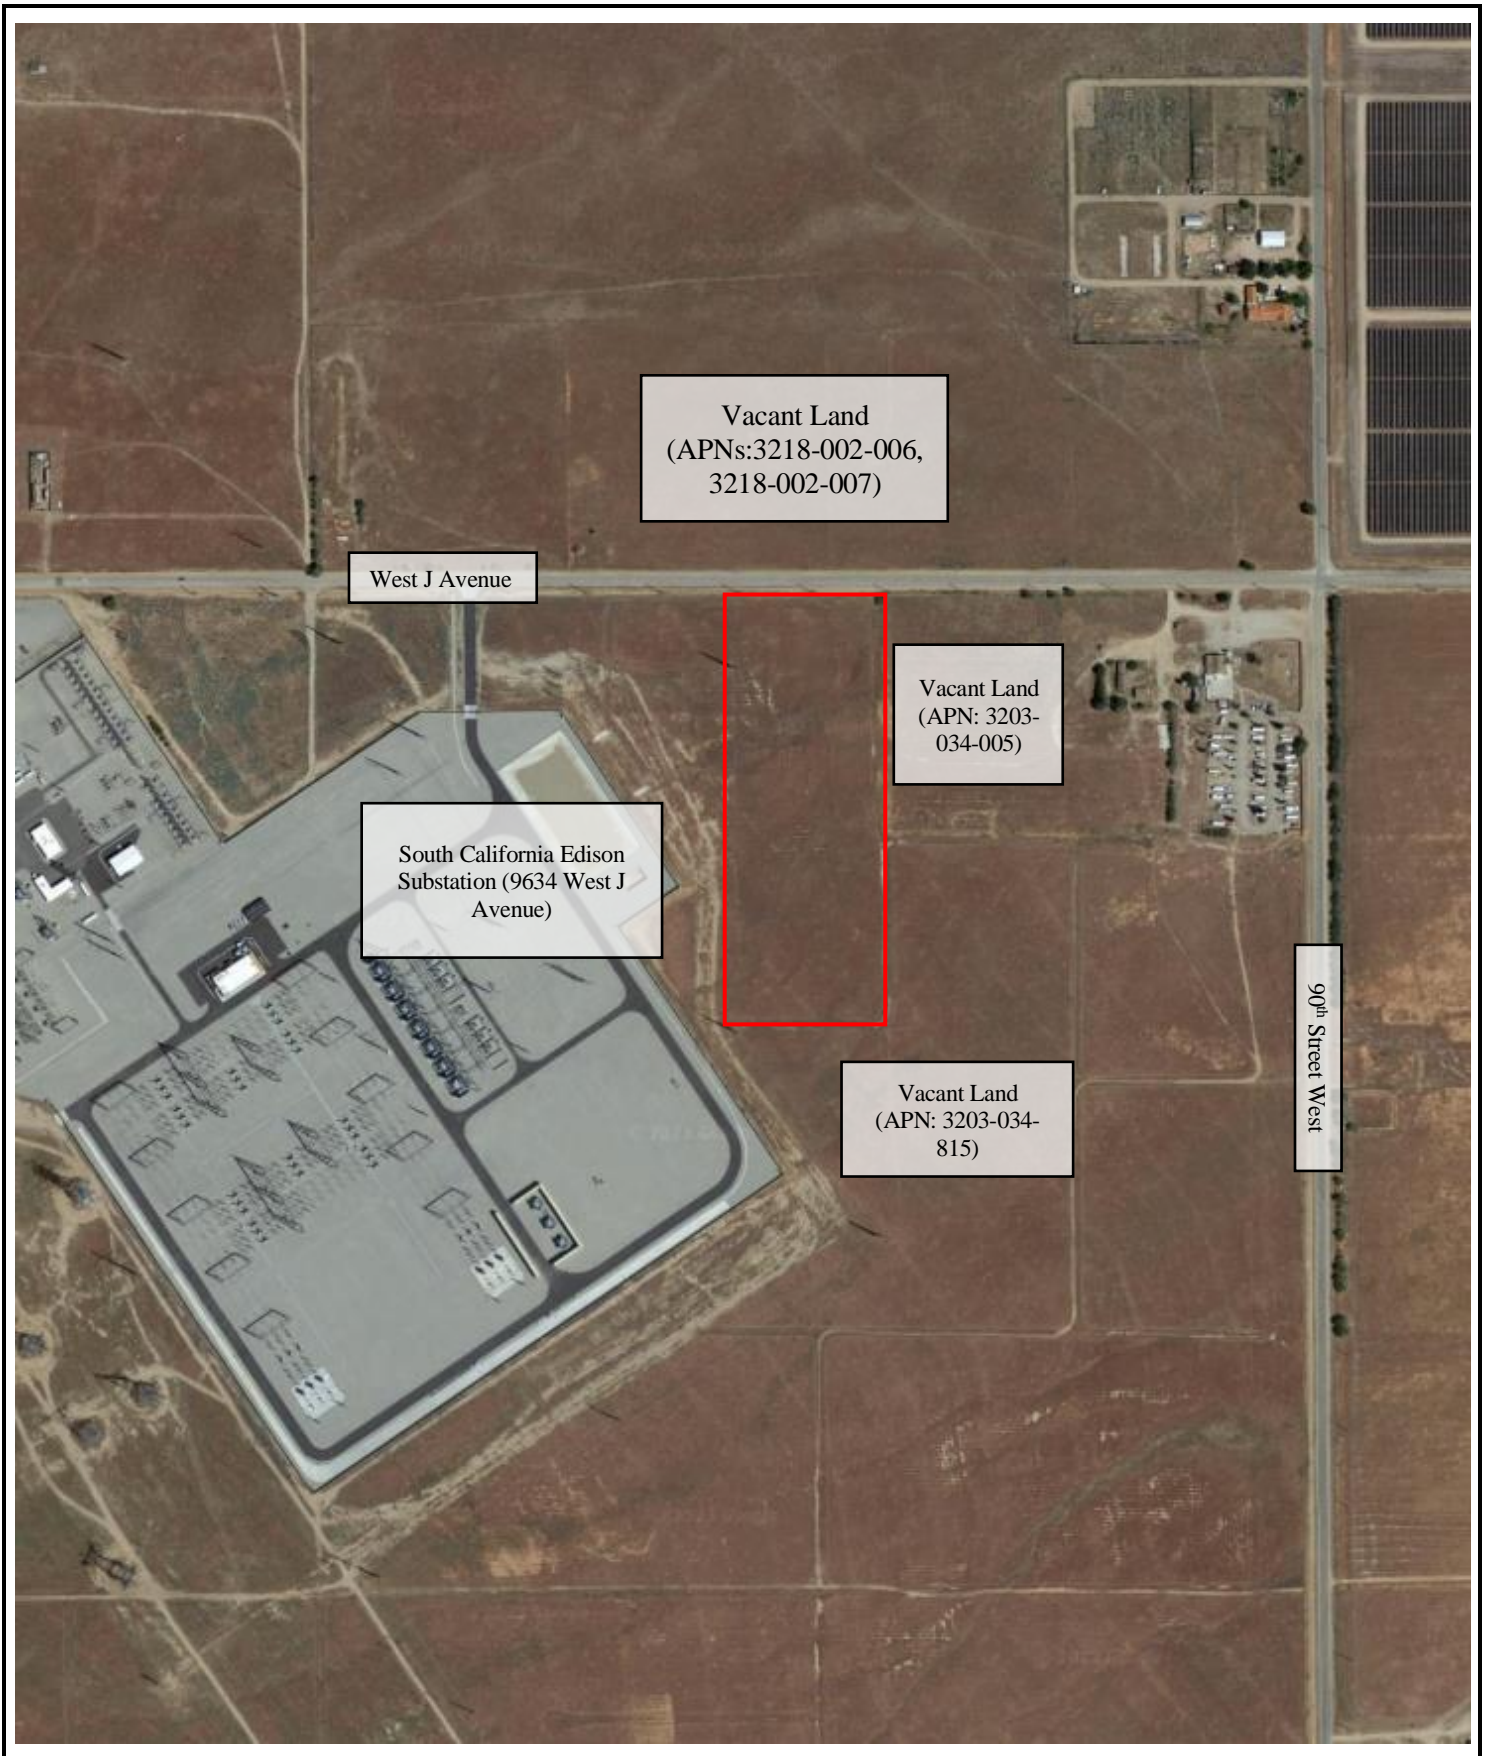 Vacant Land
(APNs:3218-002-006,
3218-002-007)
West J Avenue
Vacant Land
(APN: 3203-
034-005)
South California Edison
Substation (9634 West J
Avenue)
90th Street West
Vacant Land
(APN: 3203-034-
815)